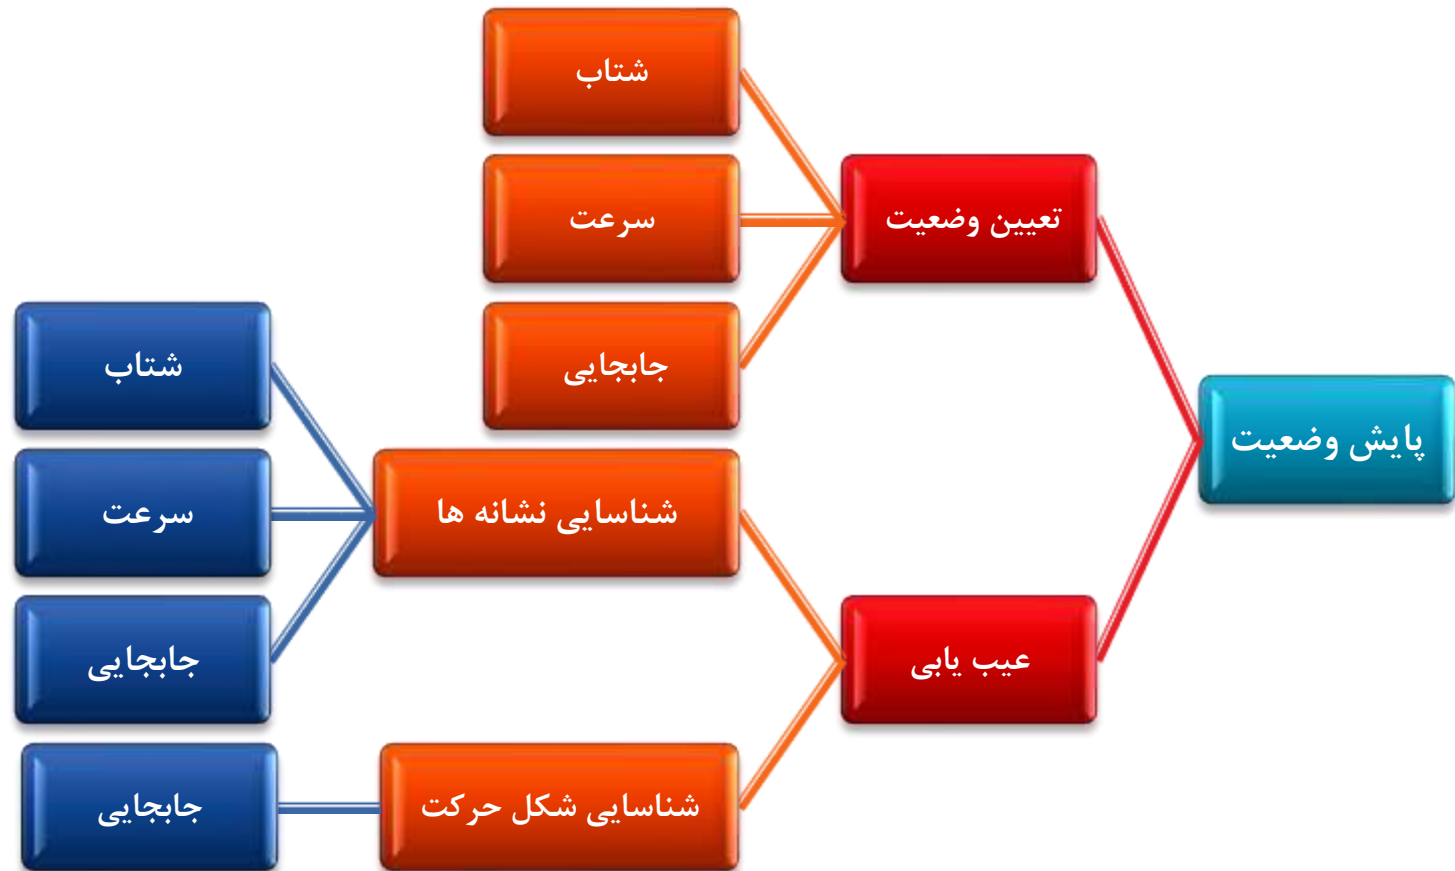 پایش وضعیت
تعیین وضعیت
شتاب
سرعت
جابجایی
عیب یابی
شناسایی نشانه ها
شتاب
سرعت
جابجایی
شناسایی شکل حرکت
جابجایی